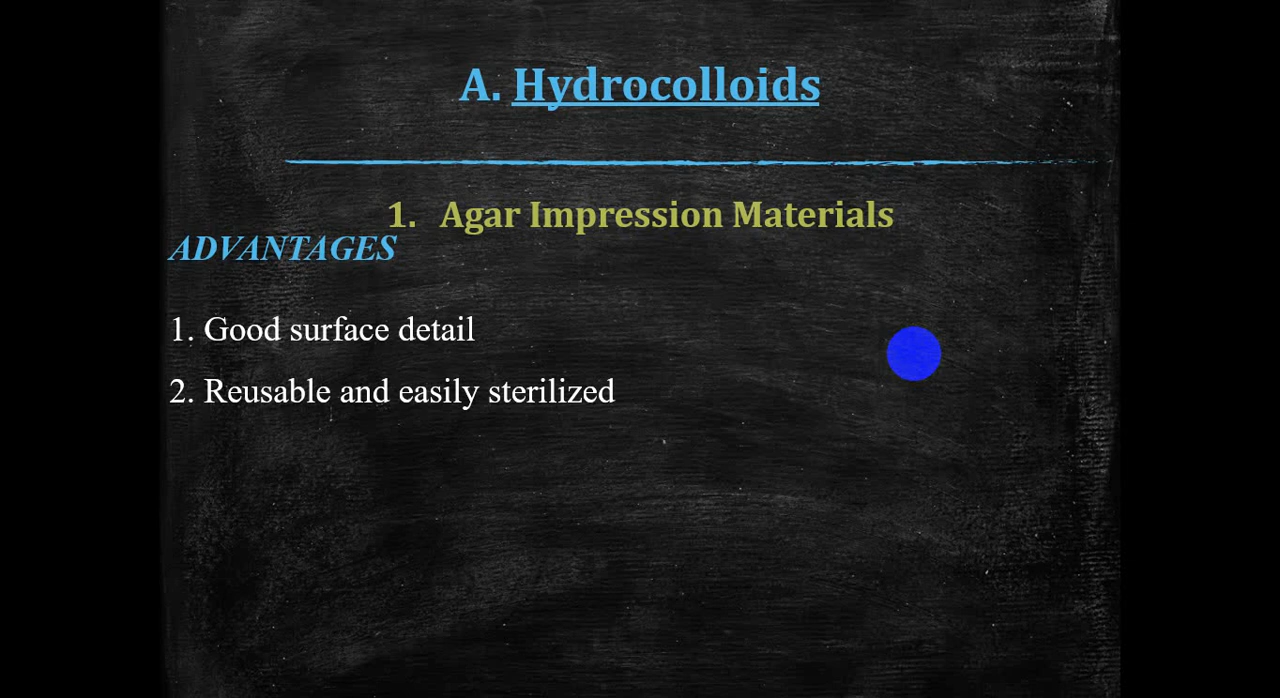 A. Hydrocolloids
1. Agar Impression Materials
ADVANTAGES
1. Good surface detail
2. Reusable and easily sterilized